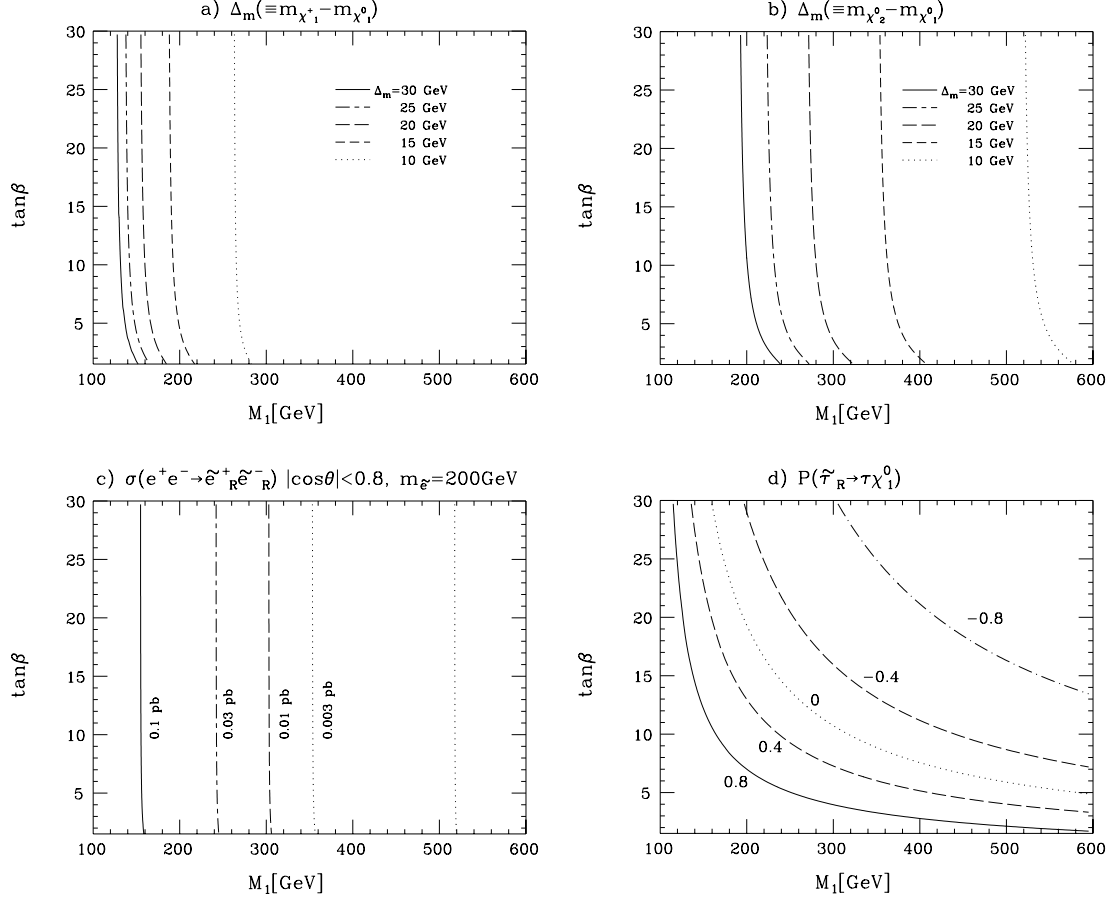 a) Δm(≡mχ⁺₁−mχ⁰₁)
30
25
20
15
10
5
tanβ
Δm=30 GeV
25 GeV
20 GeV
15 GeV
10 GeV
100 200 300 400 500 600
M₁[GeV]
b) Δm(≡mχ⁰₂−mχ⁰₁)
30
25
20
15
10
5
tanβ
Δm=30 GeV
25 GeV
20 GeV
15 GeV
10 GeV
100 200 300 400 500 600
M₁[GeV]
c) σ(e⁺e⁻→ẽ⁺Rẽ⁻R) |cosθ|<0.8, mẽ=200GeV
30
25
20
15
10
5
tanβ
0.1 pb
0.03 pb
0.01 pb
0.003 pb
100 200 300 400 500 600
M₁[GeV]
d) P(τ̃R→τχ⁰₁)
30
25
20
15
10
5
tanβ
−0.8
−0.4
0
0.4
0.8
100 200 300 400 500 600
M₁[GeV]